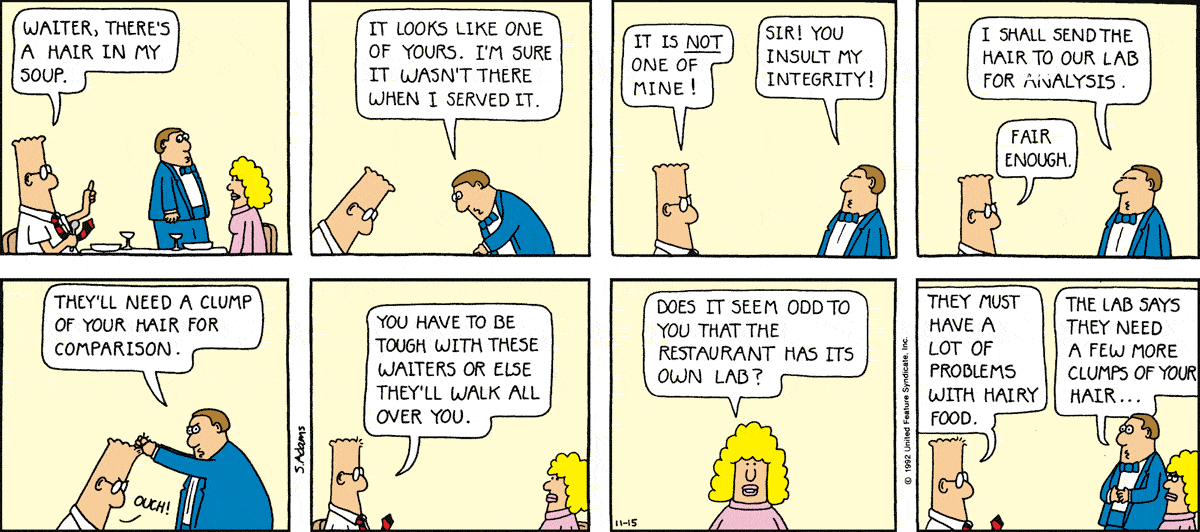 WAITER, THERE'S
A HAIR IN MY
SOUP.
IT LOOKS LIKE ONE
OF YOURS. I'M SURE
IT WASN'T THERE
WHEN I SERVED IT.
IT IS NOT
ONE OF
MINE!
SIR! YOU
INSULT MY
INTEGRITY!
I SHALL SEND THE
HAIR TO OUR LAB
FOR ANALYSIS.
FAIR
ENOUGH.
THEY'LL NEED A CLUMP
OF YOUR HAIR FOR
COMPARISON.
OUCH!
S.Adams
YOU HAVE TO BE
TOUGH WITH THESE
WAITERS OR ELSE
THEY'LL WALK ALL
OVER YOU.
DOES IT SEEM ODD TO
YOU THAT THE
RESTAURANT HAS ITS
OWN LAB?
11-15
© 1992 United Feature Syndicate, Inc.
THEY MUST
HAVE A
LOT OF
PROBLEMS
WITH HAIRY
FOOD.
THE LAB SAYS
THEY NEED
A FEW MORE
CLUMPS OF YOUR
HAIR...